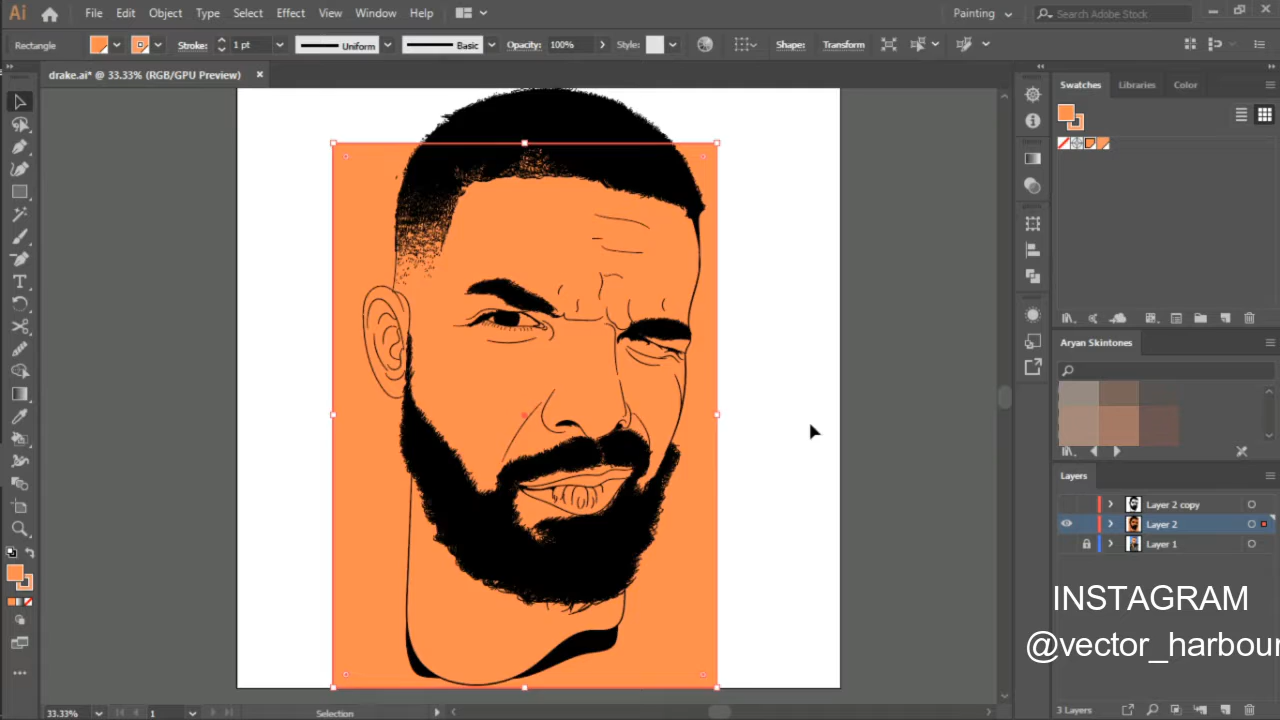 Ai File Edit Object Type Select Effect View Window Help Painting Search Adobe Stock
Rectangle Stroke: 1 pt Uniform Basic Opacity: 100% Style: Shape: Transform
drake.ai* @ 33.33% (RGB/GPU Preview) ×
Swatches Libraries Color
Aryan Skintones
Layers
Layer 2 copy
Layer 2
Layer 1
INSTAGRAM
@vector_harbour
3 Layers
33.33% 1 Selection